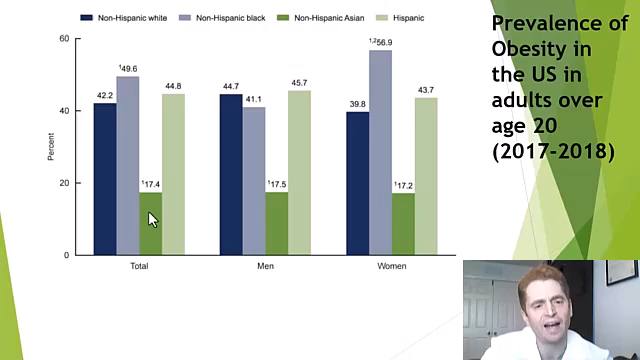 Non-Hispanic white Non-Hispanic black Non-Hispanic Asian Hispanic
Prevalence of
Obesity in
the US in
adults over
age 20
(2017-2018)
Percent
60
40
20
0
42.2 ¹49.6 ¹17.4 44.8
44.7 41.1 ¹17.5 45.7
39.8 ¹,²56.9 ¹17.2 43.7
Total Men Women